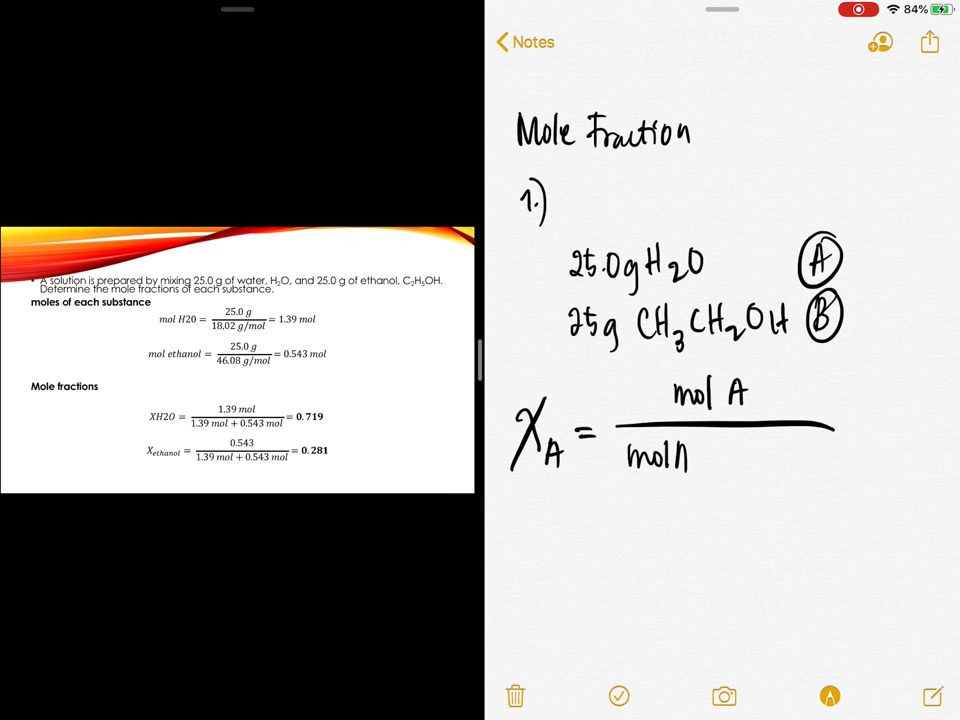 84%
Notes
• A solution is prepared by mixing 25.0 g of water, H₂O, and 25.0 g of ethanol, C₂H₅OH.
Determine the mole fractions of each substance.
moles of each substance
mol H20 = 25.0 g / 18.02 g/mol = 1.39 mol
mol ethanol = 25.0 g / 46.08 g/mol = 0.543 mol
Mole fractions
XH2O = 1.39 mol / 1.39 mol + 0.543 mol = 0.719
X_ethanol = 0.543 / 1.39 mol + 0.543 mol = 0.281
Mole Fraction
1.)
25.0g H₂O A
25g CH₃CH₂OH B
X_A = mol A / mol